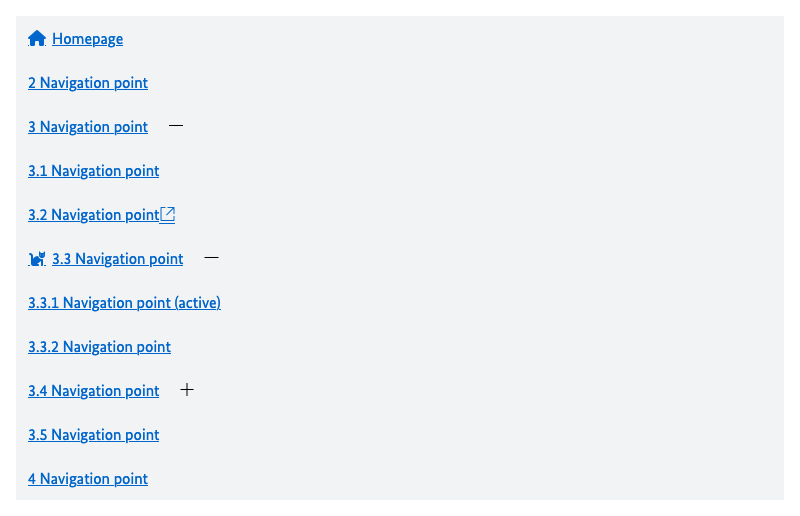 Homepage
2 Navigation point
3 Navigation point
3.1 Navigation point
3.2 Navigation point
3.3 Navigation point
3.3.1 Navigation point (active)
3.3.2 Navigation point
3.4 Navigation point
3.5 Navigation point
4 Navigation point